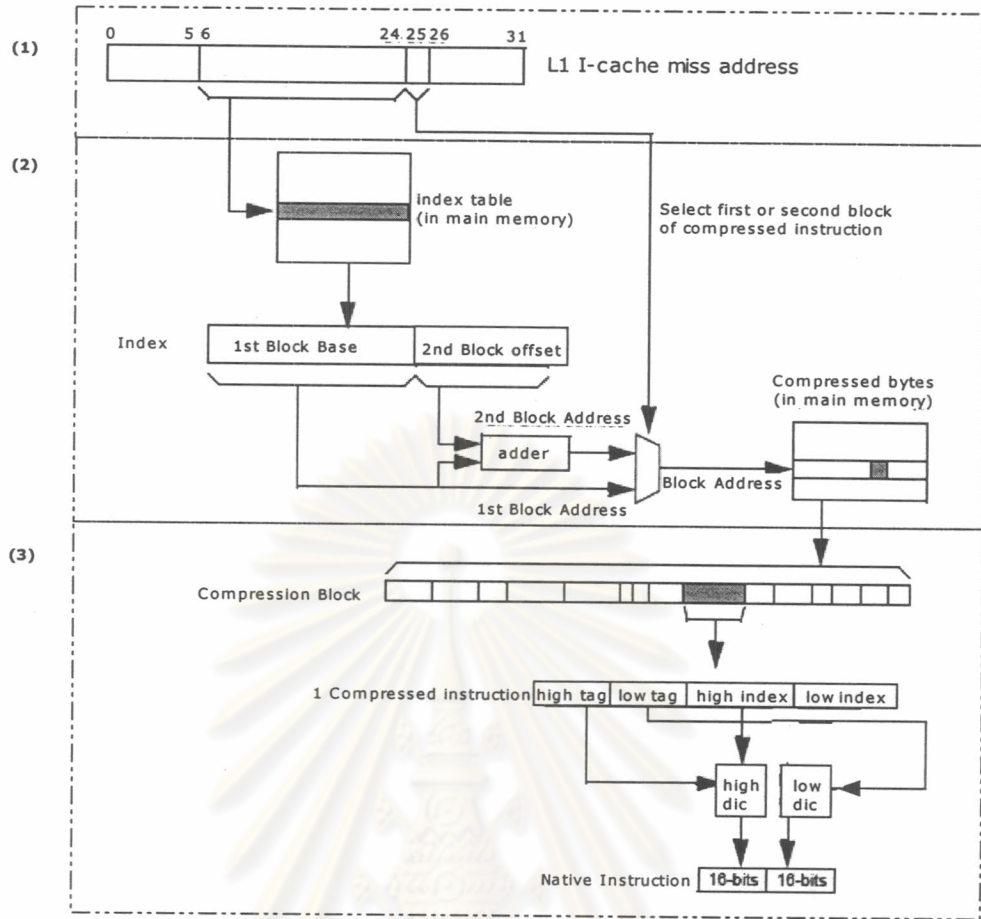 (1)
0 5 6 24 25 26 31
L1 I-cache miss address
(2)
index table
(in main memory)
Select first or second block
of compressed instruction
Index
1st Block Base
2nd Block offset
Compressed bytes
(in main memory)
2nd Block Address
adder
Block Address
1st Block Address
(3)
Compression Block
1 Compressed instruction
high tag
low tag
high index
low index
high
dic
low
dic
Native Instruction
16-bits
16-bits